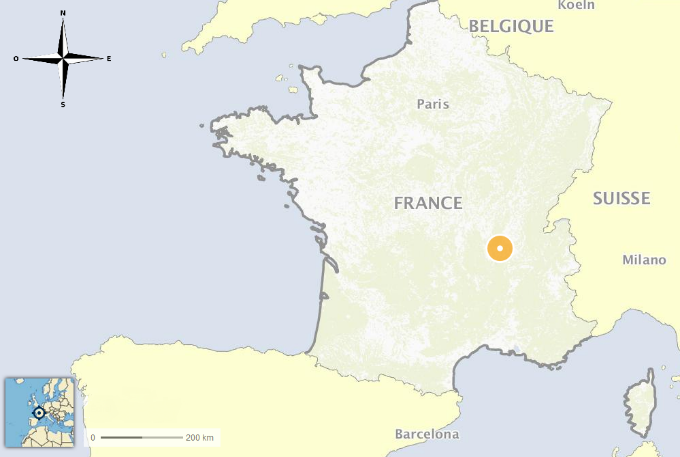 Koeln
BELGIQUE
N
O E
S
Paris
FRANCE
SUISSE
Milano
0 200 km
Barcelona